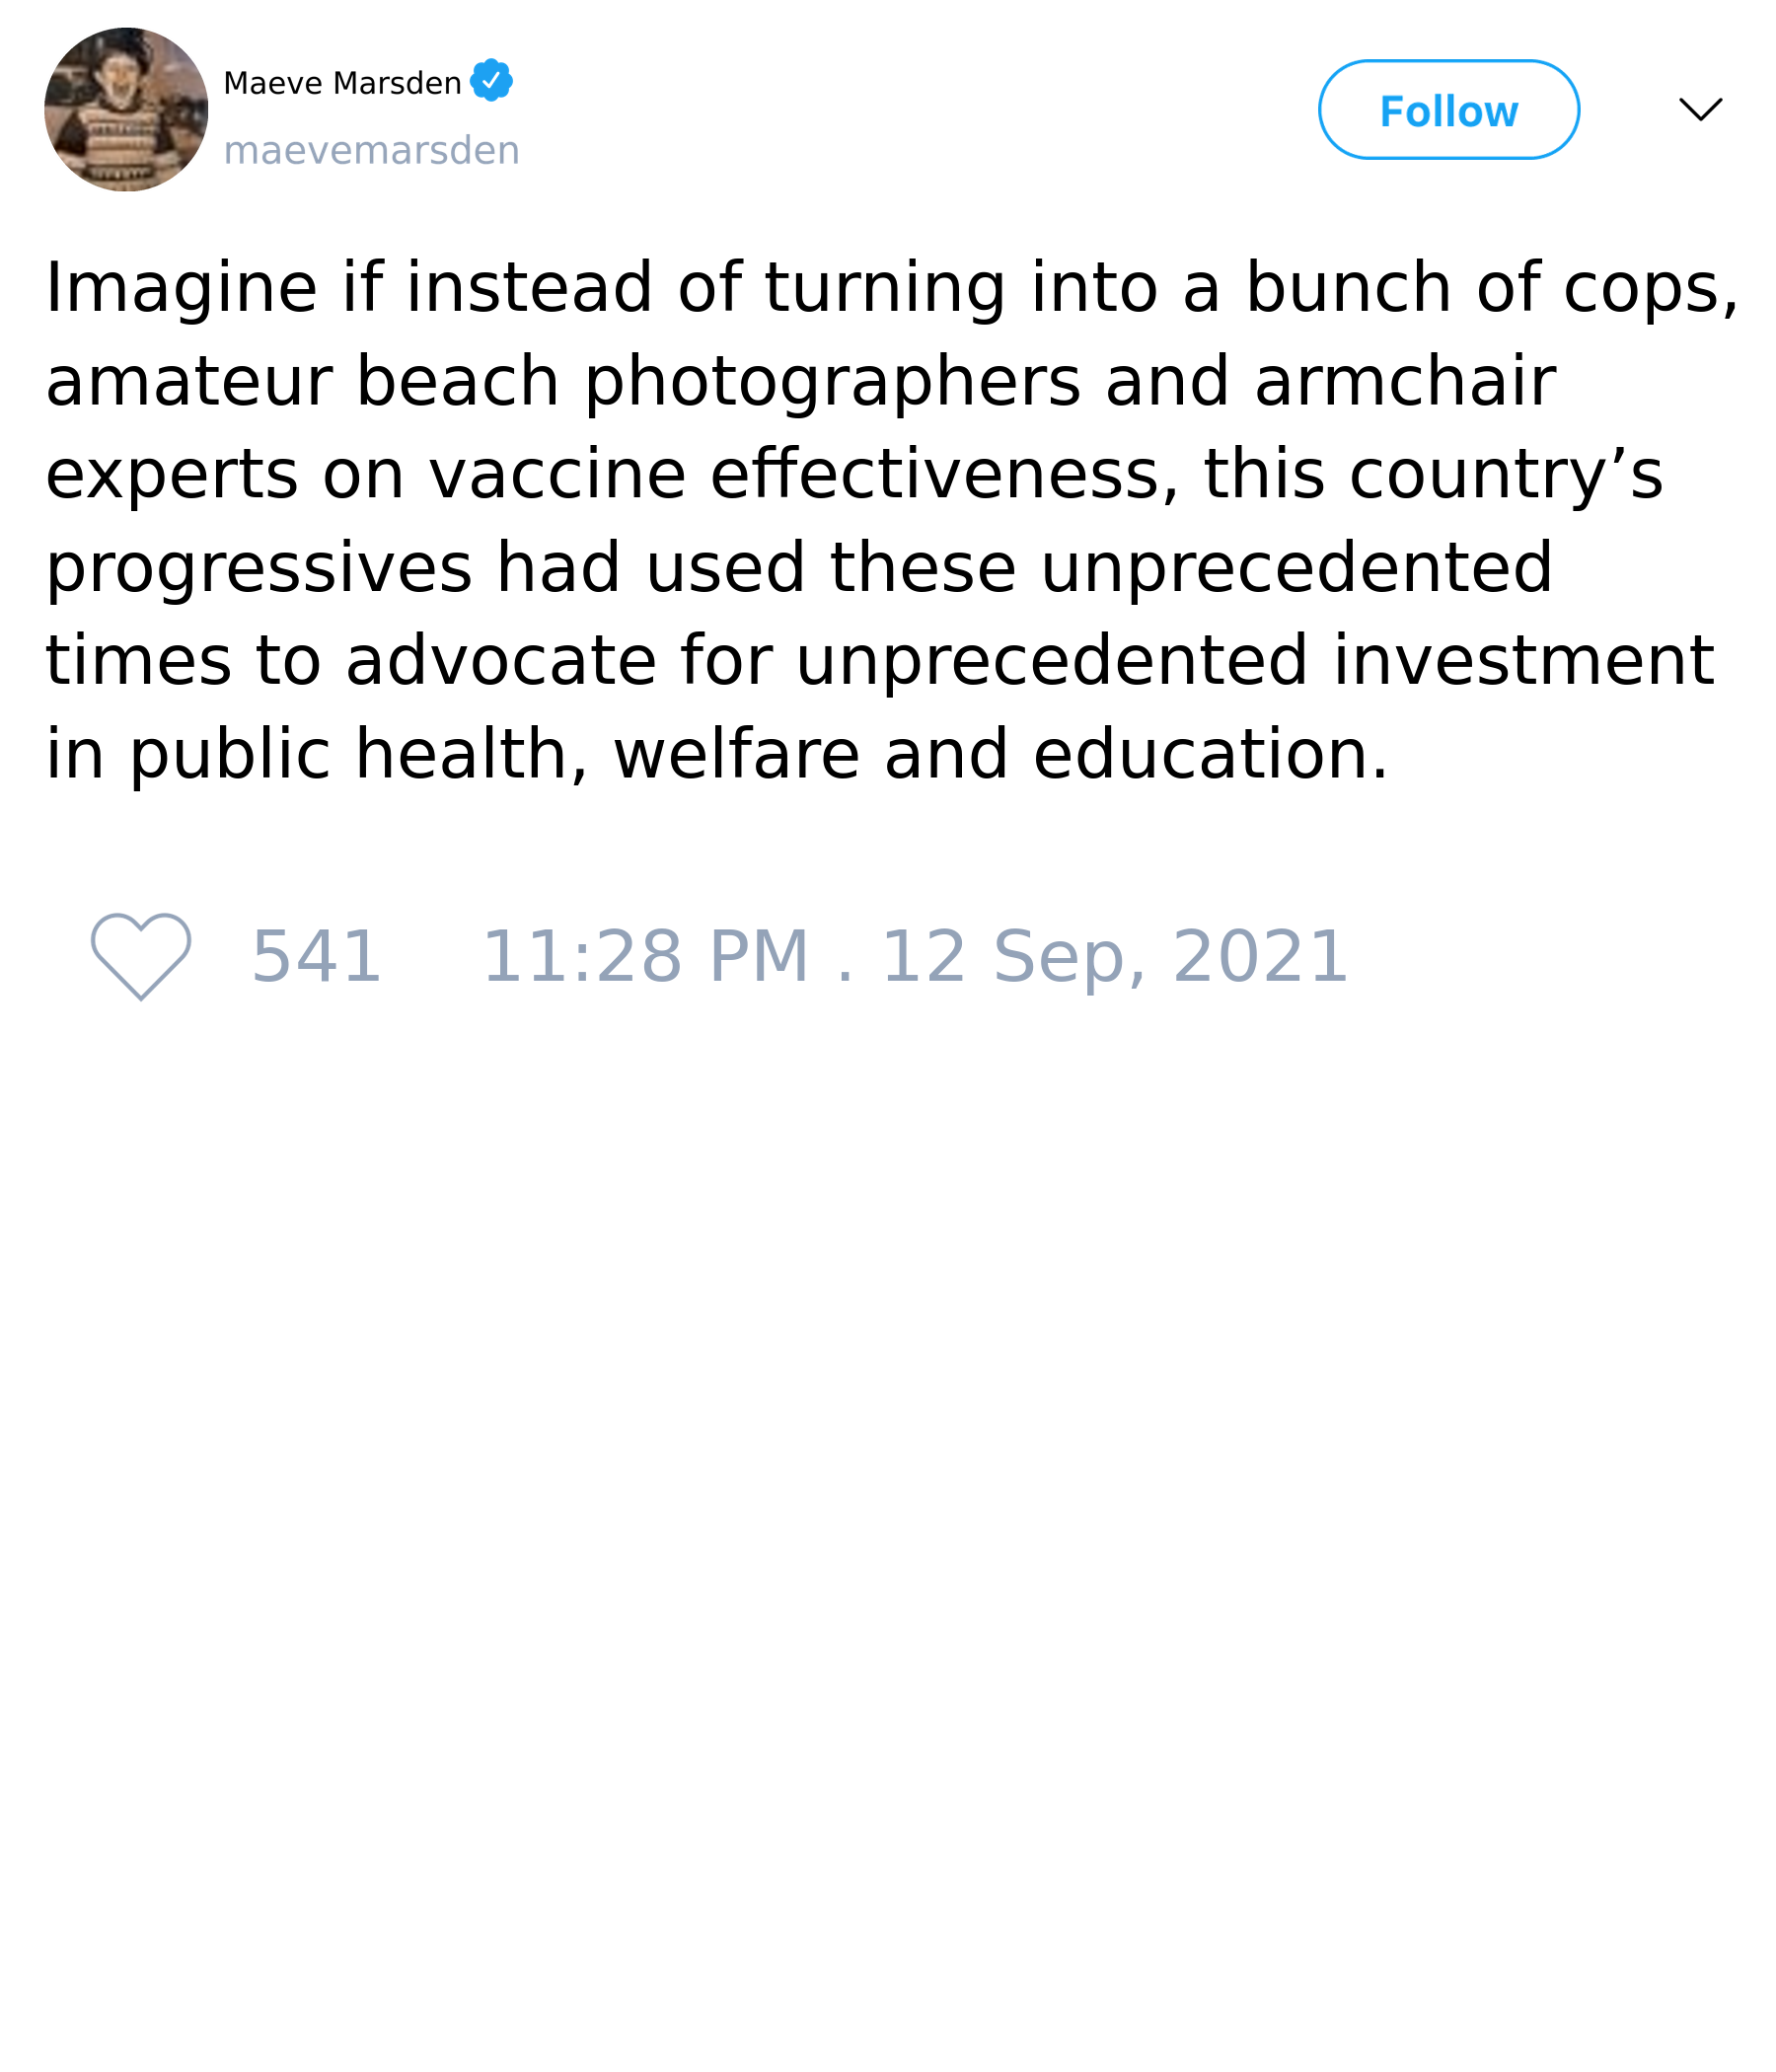 Maeve Marsden
maevemarsden
Follow
Imagine if instead of turning into a bunch of cops,
amateur beach photographers and armchair
experts on vaccine effectiveness, this country’s
progressives had used these unprecedented
times to advocate for unprecedented investment
in public health, welfare and education.
541 11:28 PM . 12 Sep, 2021